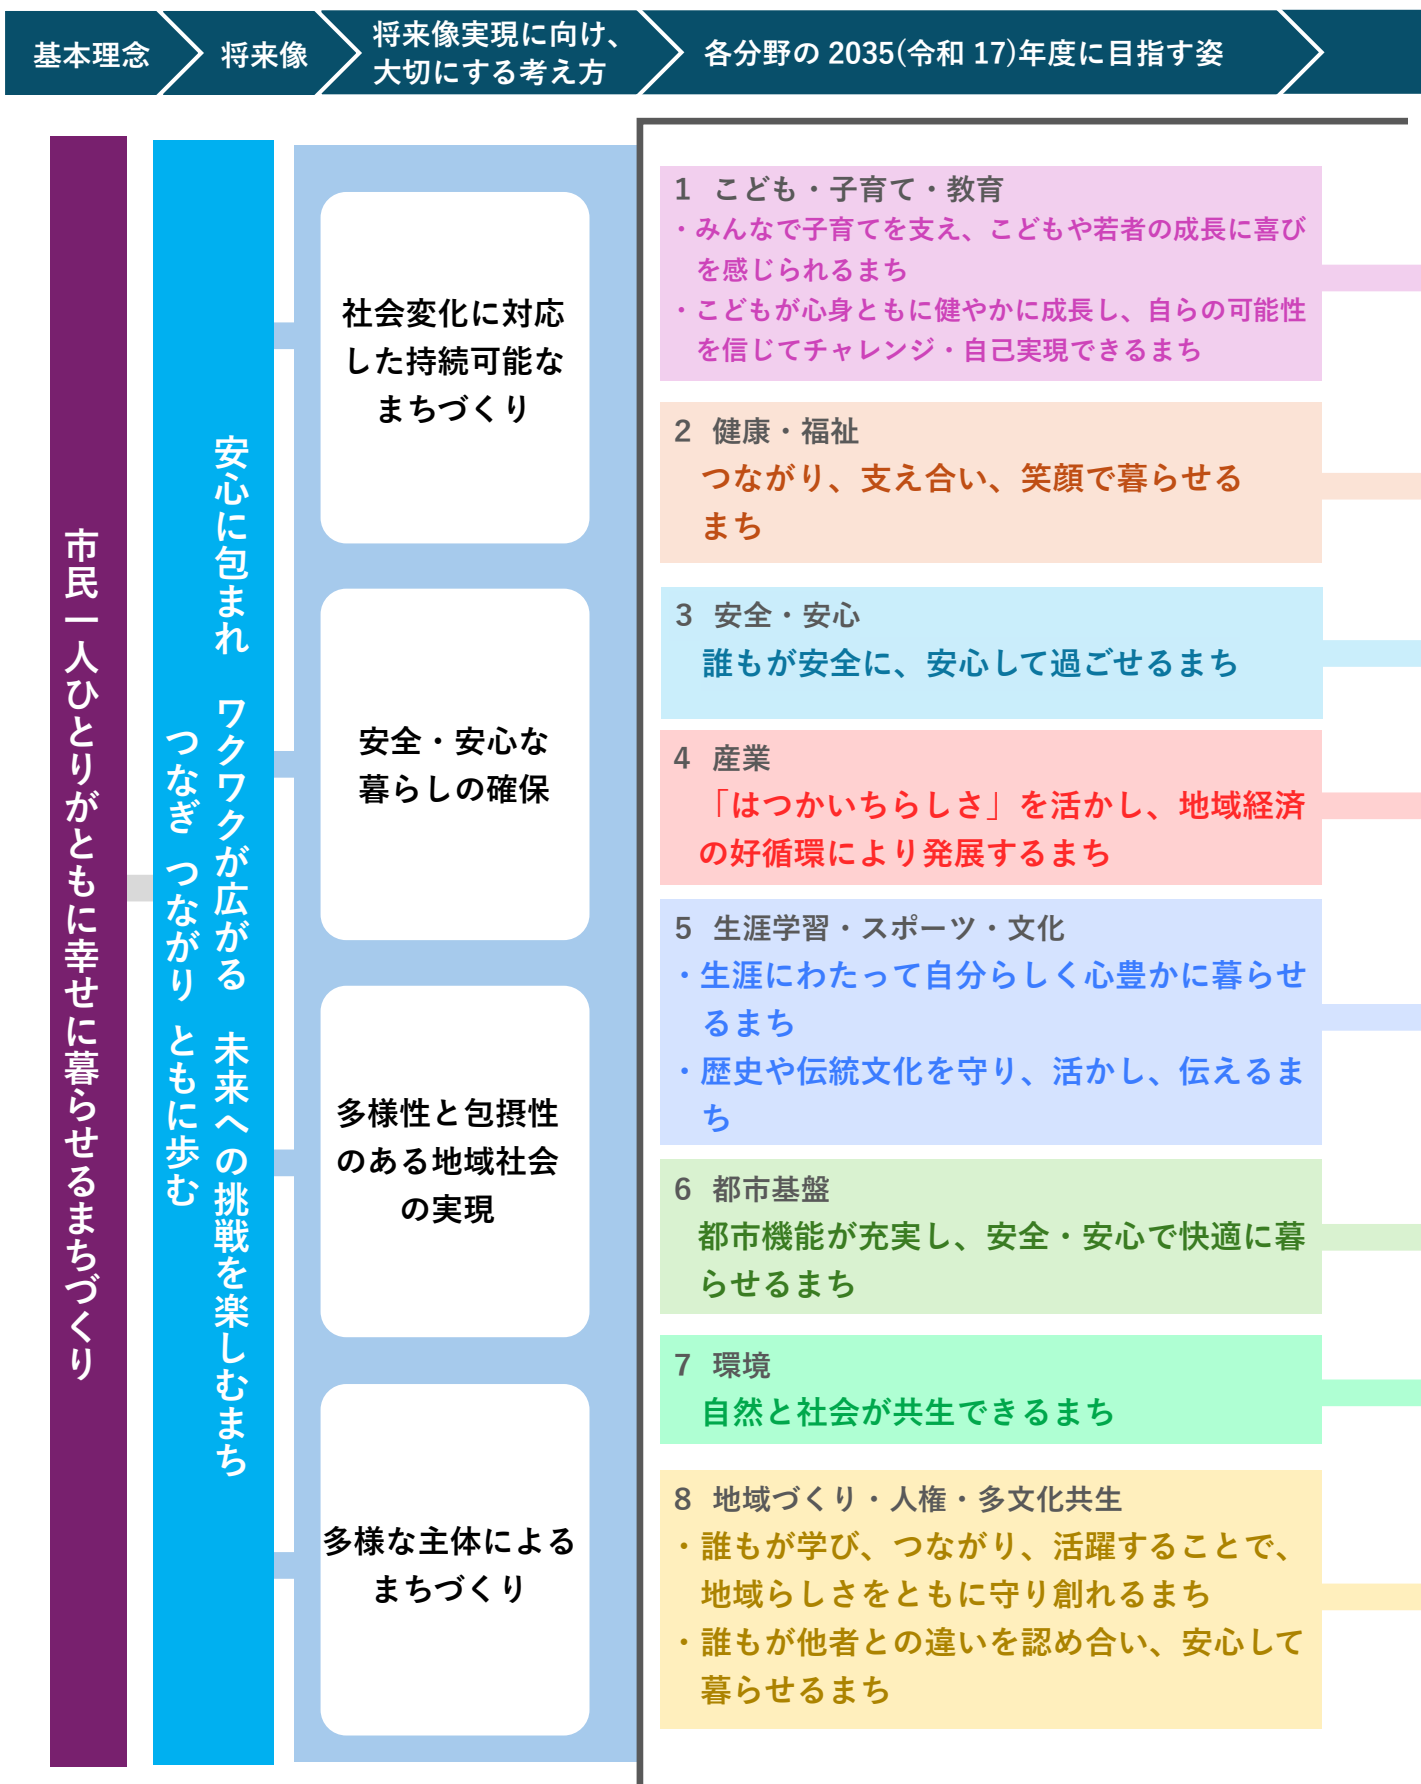 基本理念
将来像
将来像実現に向け、
大切にする考え方
各分野の 2035(令和 17)年度に目指す姿
市民一人ひとりがともに幸せに暮らせるまちづくり
安心に包まれ　ワクワクが広がる　未来への挑戦を楽しむまち
つなぎ つながり ともに歩む
社会変化に対応
した持続可能な
まちづくり
安全・安心な
暮らしの確保
多様性と包摂性
のある地域社会
の実現
多様な主体による
まちづくり
1 こども・子育て・教育
・みんなで子育てを支え、こどもや若者の成長に喜び
を感じられるまち
・こどもが心身ともに健やかに成長し、自らの可能性
を信じてチャレンジ・自己実現できるまち
2 健康・福祉
つながり、支え合い、笑顔で暮らせる
まち
3 安全・安心
誰もが安全に、安心して過ごせるまち
4 産業
「はつかいちらしさ」を活かし、地域経済
の好循環により発展するまち
5 生涯学習・スポーツ・文化
・生涯にわたって自分らしく心豊かに暮らせ
るまち
・歴史や伝統文化を守り、活かし、伝えるま
ち
6 都市基盤
都市機能が充実し、安全・安心で快適に暮
らせるまち
7 環境
自然と社会が共生できるまち
8 地域づくり・人権・多文化共生
・誰もが学び、つながり、活躍することで、
地域らしさをともに守り創れるまち
・誰もが他者との違いを認め合い、安心して
暮らせるまち